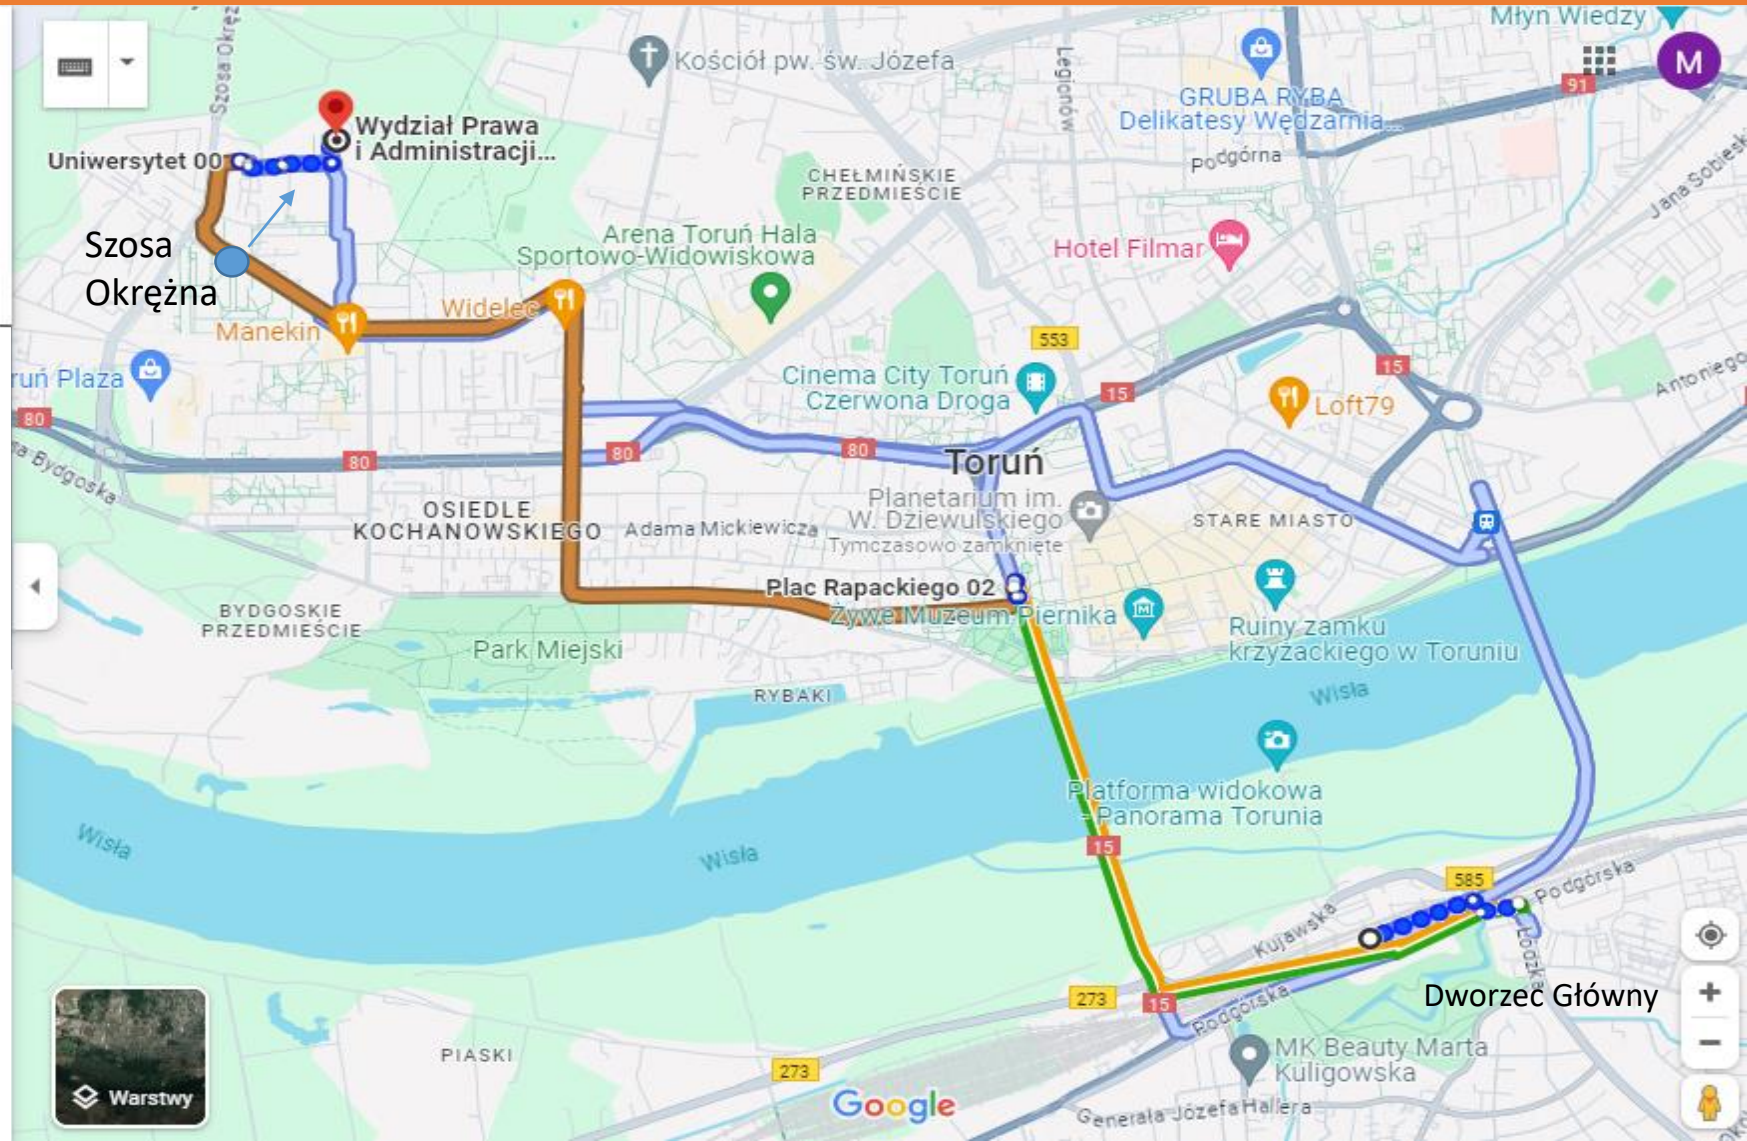 Młyn Wiedzy
M
Szosa Okręż
Kościół pw. św. Józefa
Legionów
91
GRUBA RYBA
Delikatesy Wędzarnia...
Podgórna
Jana Sobiesk
Wydział Prawa
i Administracji...
Uniwersytet 00
CHEŁMIŃSKIE
PRZEDMIEŚCIE
Szosa
Okrężna
Arena Toruń Hala
Sportowo-Widowiskowa
Hotel Filmar
Widelec
Manekin
553
15
ruń Plaza
Cinema City Toruń
Czerwona Droga
15
Loft79
Antoniego
80
80
80
80
Toruń
Bydgoska
OSIEDLE
KOCHANOWSKIEGO
Adama Mickiewicza
Planetarium im.
W. Dziewulskiego
Tymczasowo zamknięte
STARE MIASTO
Plac Rapackiego 02
Żywe Muzeum Piernika
BYDGOSKIE
PRZEDMIEŚCIE
Park Miejski
Ruiny zamku
krzyżackiego w Toruniu
RYBAKI
Wisła
Platforma widokowa
- Panorama Torunia
Wisła
Wisła
15
585
Podgórska
Kujawska
Łódzka
Dworzec Główny
273
15
Podgórska
PIASKI
MK Beauty Marta
Kuligowska
273
Warstwy
Google
Generała Józefa Hallera